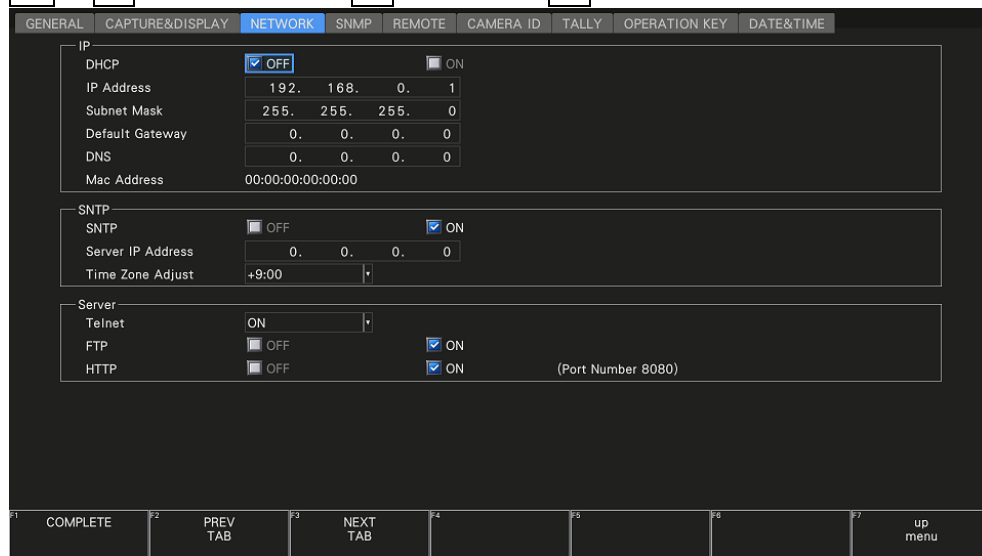 GENERAL CAPTURE&DISPLAY NETWORK SNMP REMOTE CAMERA ID TALLY OPERATION KEY DATE&TIME
IP
DHCP OFF ON
IP Address 192. 168. 0. 1
Subnet Mask 255. 255. 255. 0
Default Gateway 0. 0. 0. 0
DNS 0. 0. 0. 0
Mac Address 00:00:00:00:00:00
SNTP
SNTP OFF ON
Server IP Address 0. 0. 0. 0
Time Zone Adjust +9:00
Server
Telnet ON
FTP OFF ON
HTTP OFF ON (Port Number 8080)
F1 COMPLETE F2 PREV F3 NEXT F4 F5 F6 F7 up
TAB TAB menu